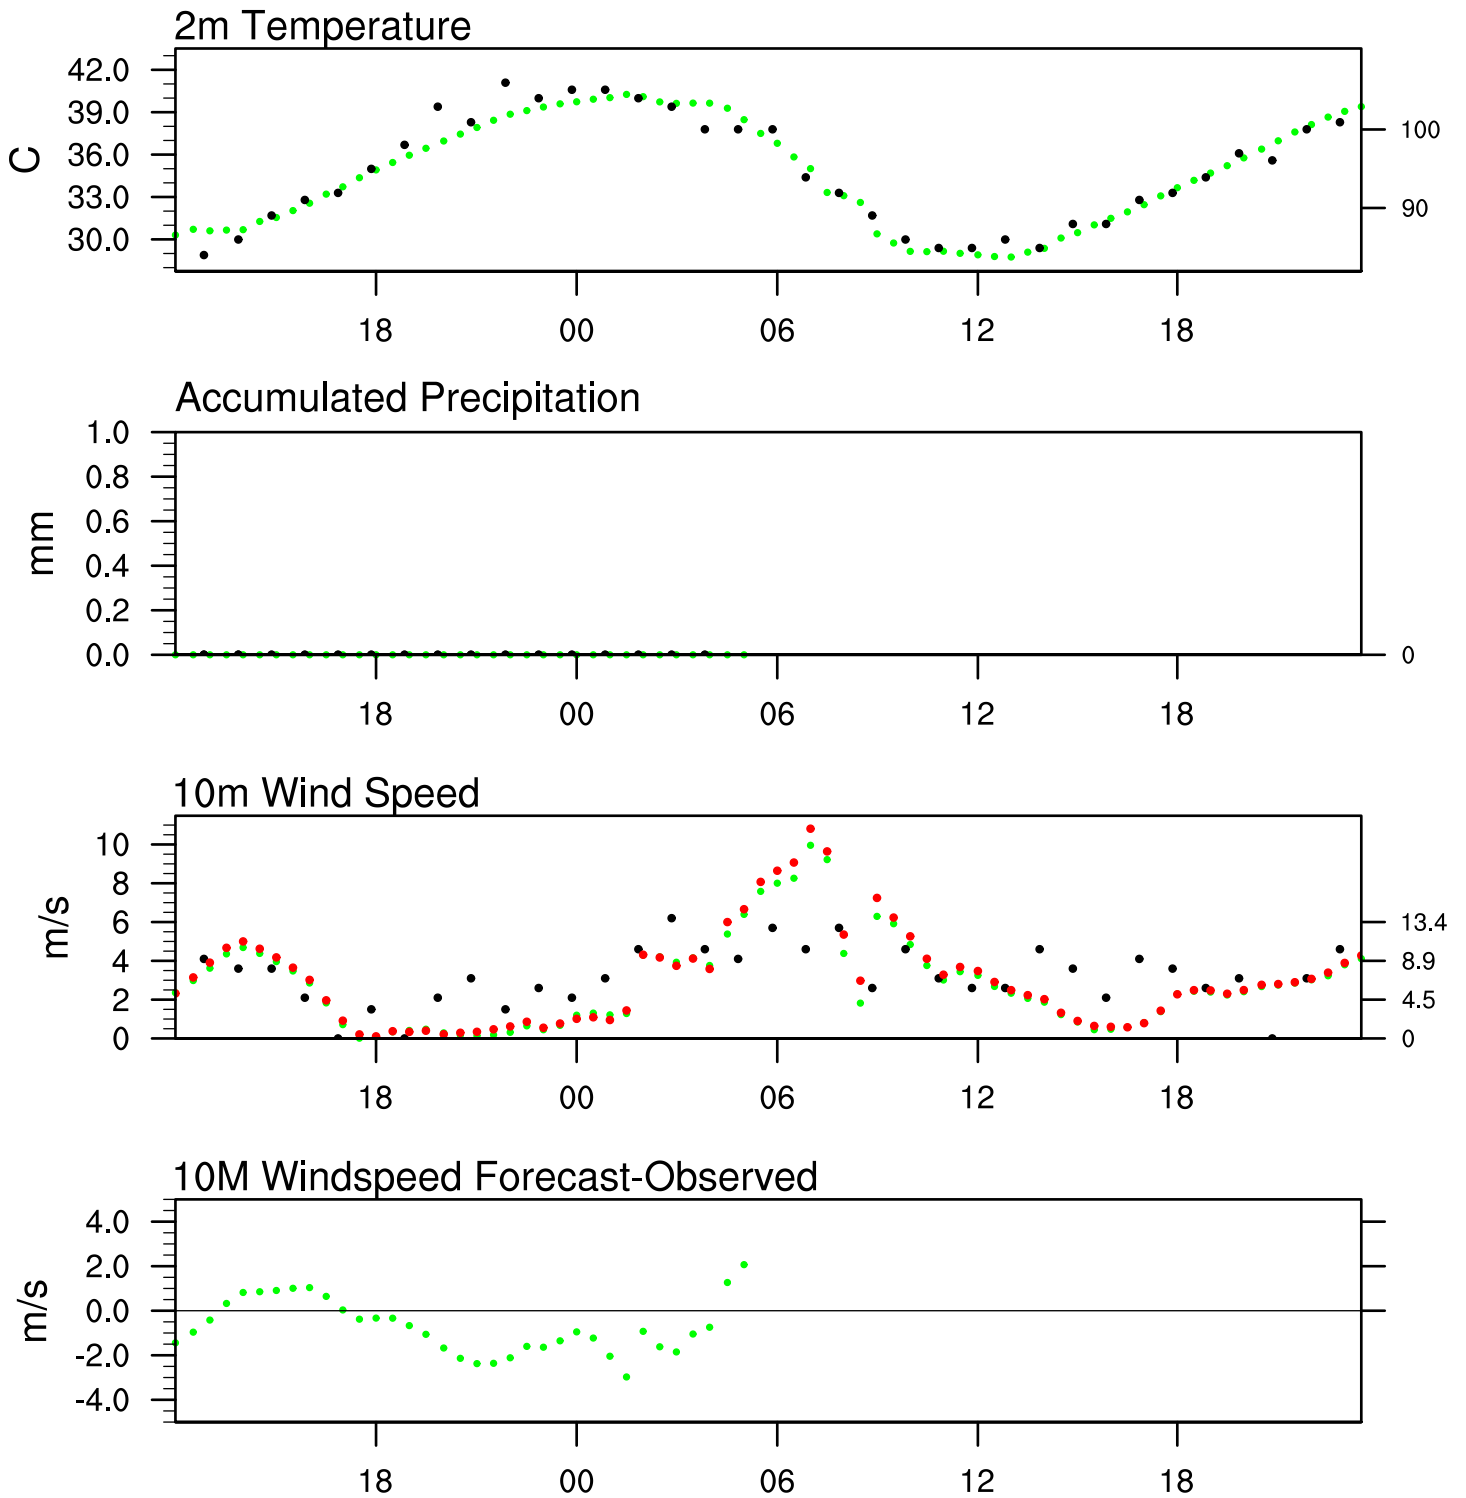 2m Temperature
C
42.0
39.0
36.0
33.0
30.0
100
90
18 00 06 12 18
Accumulated Precipitation
mm
1.0
0.8
0.6
0.4
0.2
0.0
0
18 00 06 12 18
10m Wind Speed
m/s
10
8
6
4
2
0
13.4
8.9
4.5
0
18 00 06 12 18
10M Windspeed Forecast-Observed
m/s
4.0
2.0
0.0
-2.0
-4.0
18 00 06 12 18